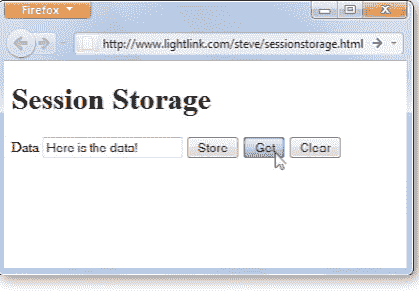 Firefox
http://www.lightlink.com/steve/sessionstorage.html
Session Storage
Data Here is the data! Store Get Clear